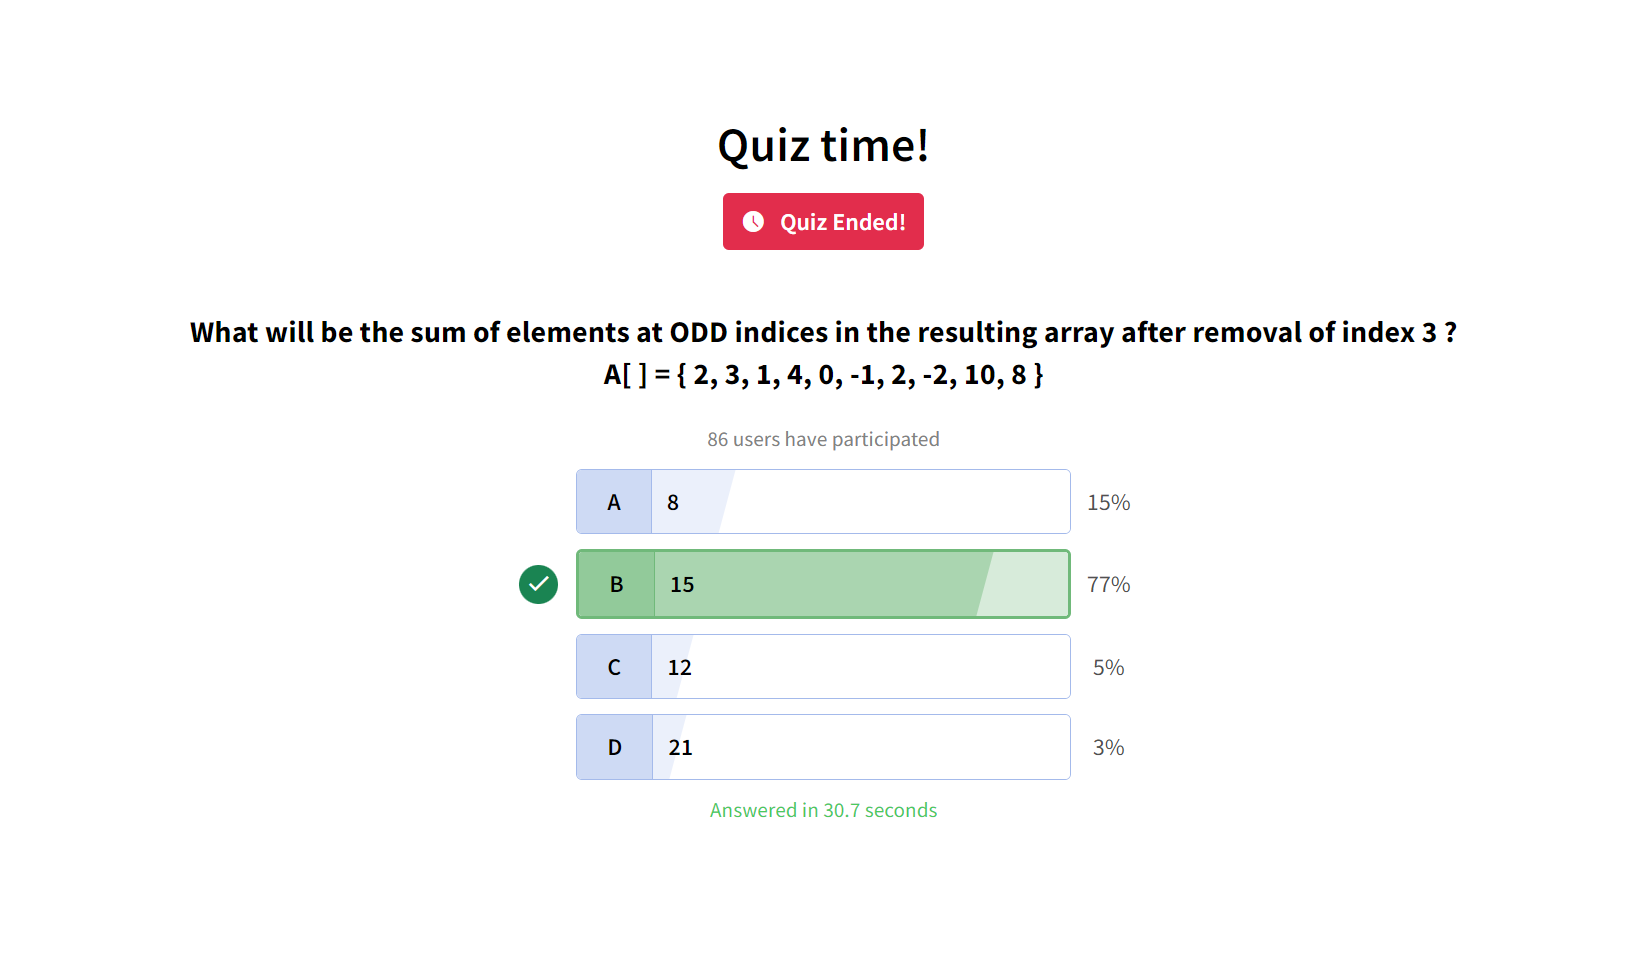 Quiz time!
Quiz Ended!
What will be the sum of elements at ODD indices in the resulting array after removal of index 3 ?
A[ ] = { 2, 3, 1, 4, 0, -1, 2, -2, 10, 8 }
86 users have participated
A 8 15%
B 15 77%
C 12 5%
D 21 3%
Answered in 30.7 seconds